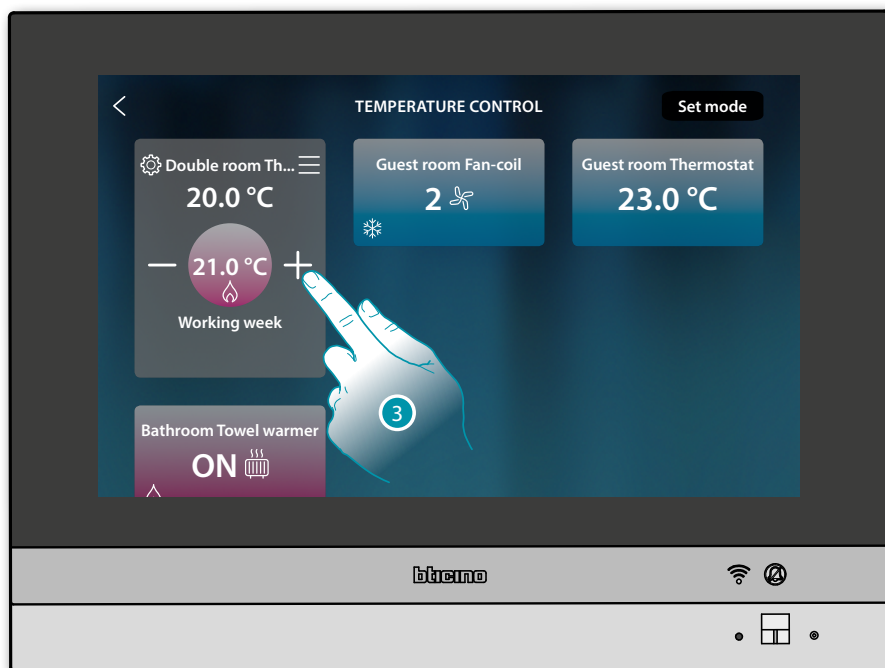 TEMPERATURE CONTROL
Set mode
Double room Th...
20.0 °C
21.0 °C
Working week
Guest room Fan-coil
2
Guest room Thermostat
23.0 °C
Bathroom Towel warmer
ON
3
bticino